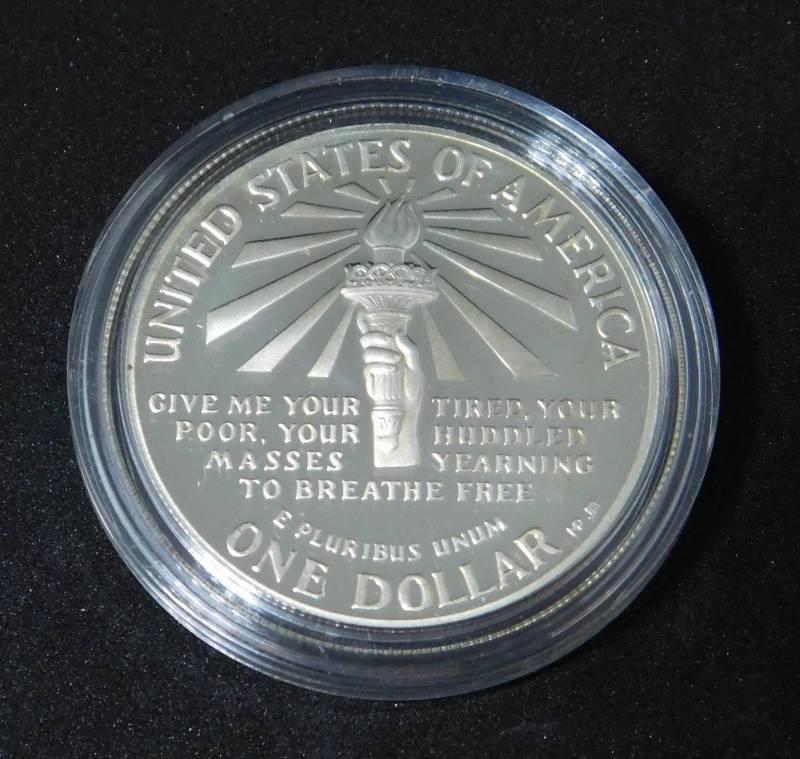 UNITED STATES OF AMERICA
GIVE ME YOUR TIRED, YOUR
POOR, YOUR HUDDLED
MASSES YEARNING
TO BREATHE FREE
E PLURIBUS UNUM
ONE DOLLAR